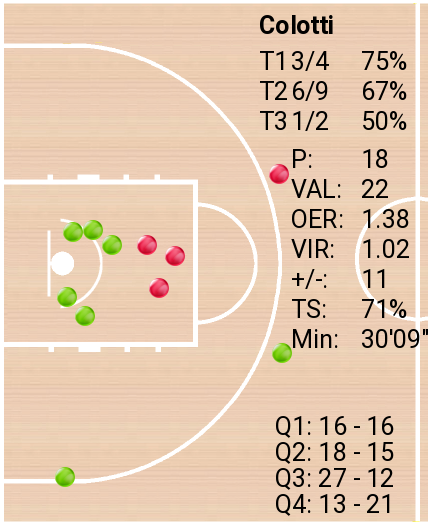 Colotti
T1 3/4 75%
T2 6/9 67%
T3 1/2 50%
P: 18
VAL: 22
OER: 1.38
VIR: 1.02
+/-: 11
TS: 71%
Min: 30'09"
Q1: 16 - 16
Q2: 18 - 15
Q3: 27 - 12
Q4: 13 - 21